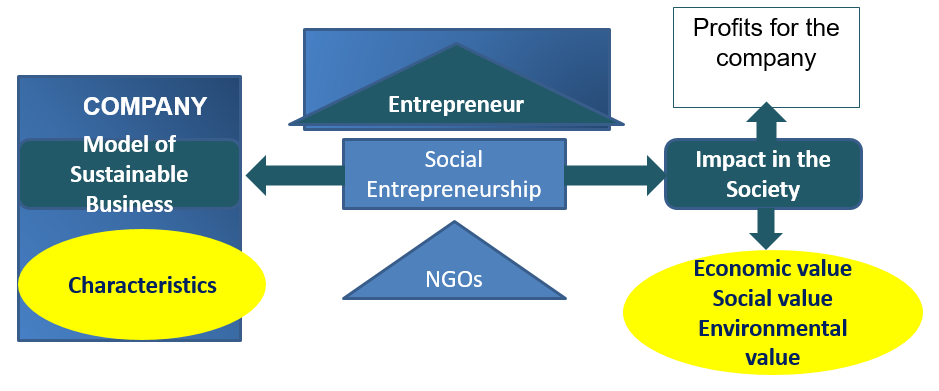 COMPANY
Model of
Sustainable
Business
Characteristics
Entrepreneur
Social
Entrepreneurship
NGOs
Profits for the
company
Impact in the
Society
Economic value
Social value
Environmental
value